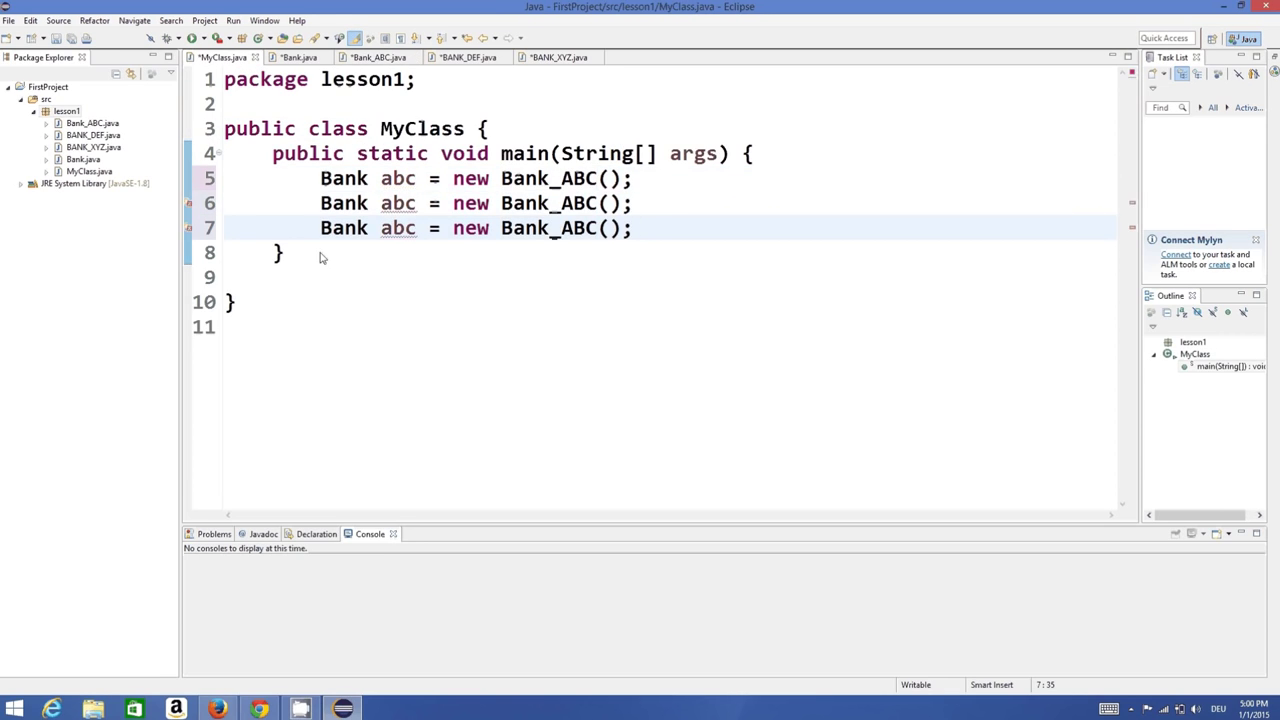 Java - FirstProject/src/lesson1/MyClass.java - Eclipse
File Edit Source Refactor Navigate Search Project Run Window Help
Quick Access
Java
Package Explorer
FirstProject
src
lesson1
Bank_ABC.java
BANK_DEF.java
BANK_XYZ.java
Bank.java
MyClass.java
JRE System Library [JavaSE-1.8]
*MyClass.java *Bank.java *Bank_ABC.java *BANK_DEF.java *BANK_XYZ.java
1 package lesson1;
2
3 public class MyClass {
4 public static void main(String[] args) {
5 Bank abc = new Bank_ABC();
6 Bank abc = new Bank_ABC();
7 Bank abc = new Bank_ABC();
8 }
9
10 }
11
Task List
Find All Activa...
Connect Mylyn
Connect to your task and
ALM tools or create a local
task.
Outline
lesson1
MyClass
main(String[]) : void
Problems Javadoc Declaration Console
No consoles to display at this time.
Writable Smart Insert 7 : 35
DEU
5:00 PM
1/1/2015